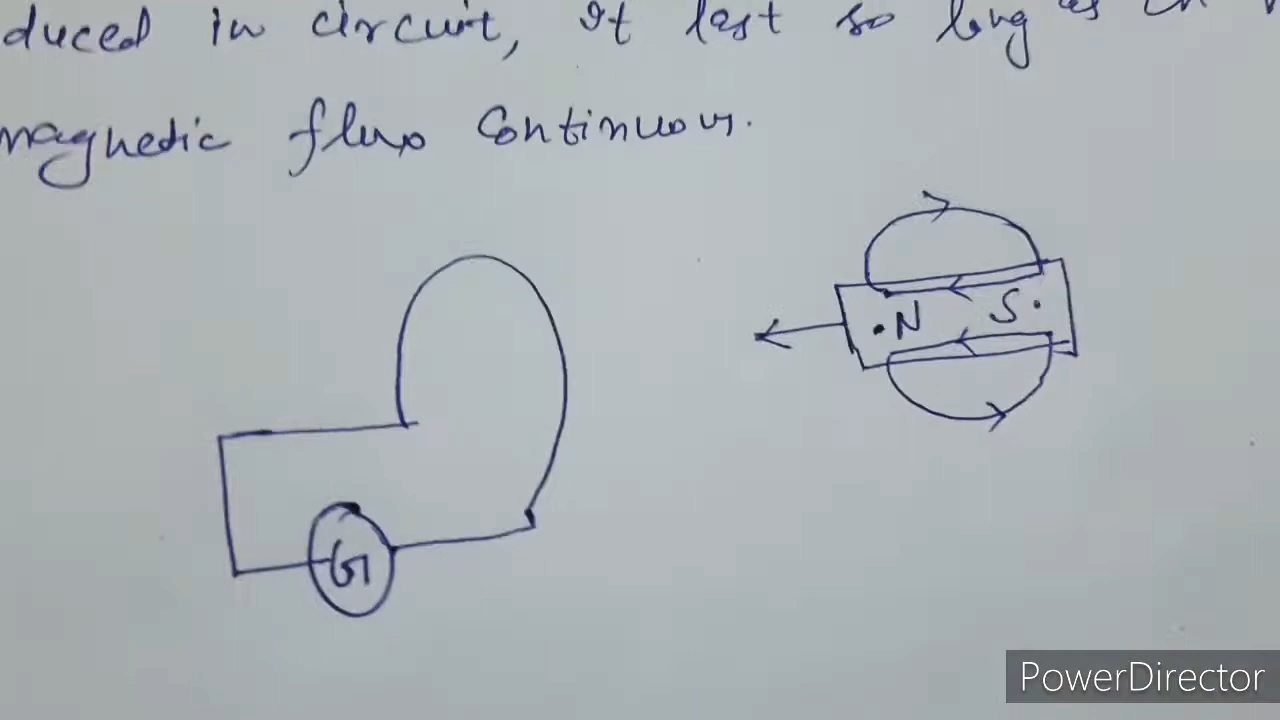 duced in circuit, It last so long as
magnetic flux continuous.
N S
G
PowerDirector